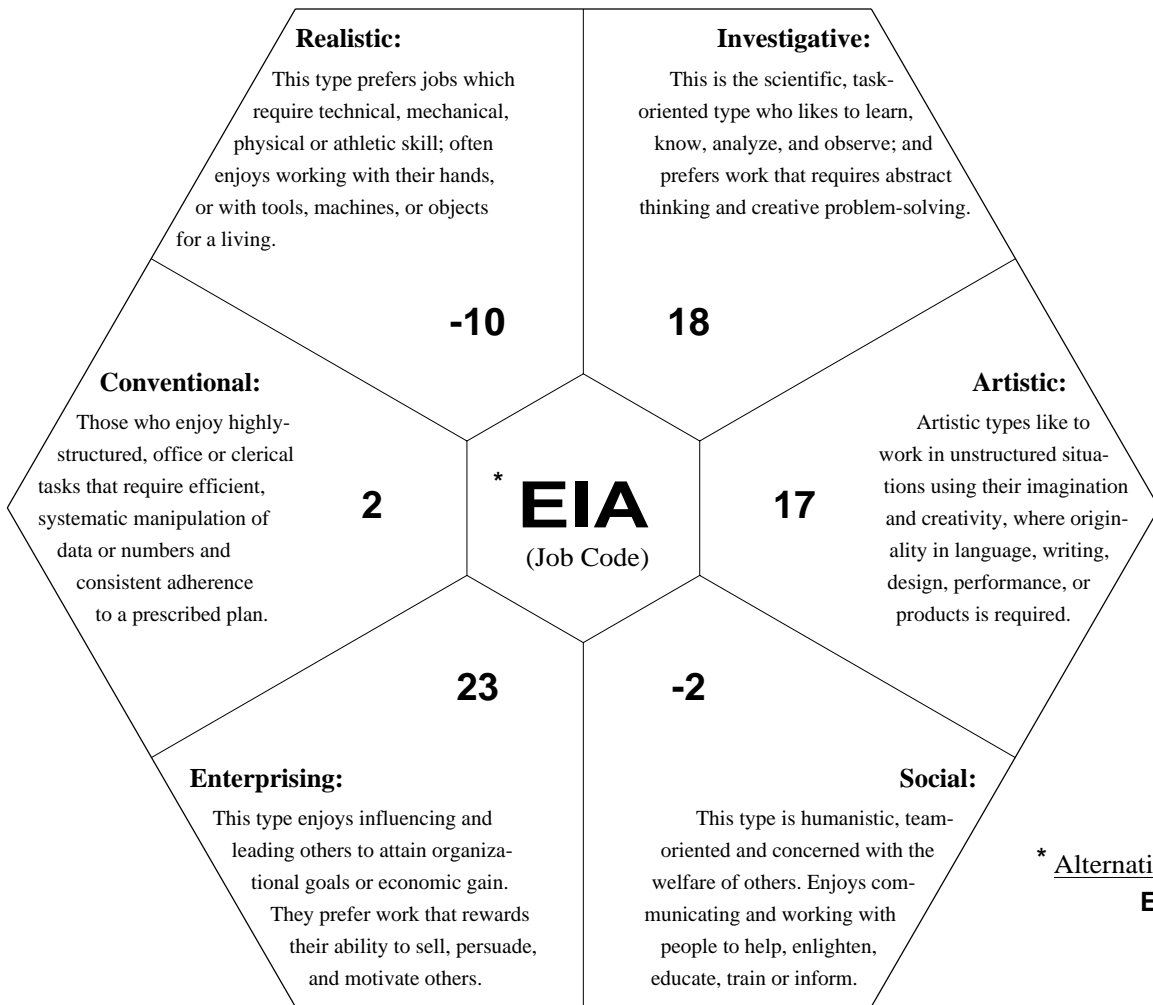 Realistic:
This type prefers jobs which
require technical, mechanical,
physical or athletic skill; often
enjoys working with their hands,
or with tools, machines, or objects
for a living.
-10
Investigative:
This is the scientific, task-
oriented type who likes to learn,
know, analyze, and observe; and
prefers work that requires abstract
thinking and creative problem-solving.
18
Conventional:
Those who enjoy highly-
structured, office or clerical
tasks that require efficient,
systematic manipulation of
data or numbers and
consistent adherence
to a prescribed plan.
2
* EIA
(Job Code)
17
Artistic:
Artistic types like to
work in unstructured situa-
tions using their imagination
and creativity, where origin-
ality in language, writing,
design, performance, or
products is required.
23
Enterprising:
This type enjoys influencing and
leading others to attain organiza-
tional goals or economic gain.
They prefer work that rewards
their ability to sell, persuade,
and motivate others.
-2
Social:
This type is humanistic, team-
oriented and concerned with the
welfare of others. Enjoys com-
municating and working with
people to help, enlighten,
educate, train or inform.
*